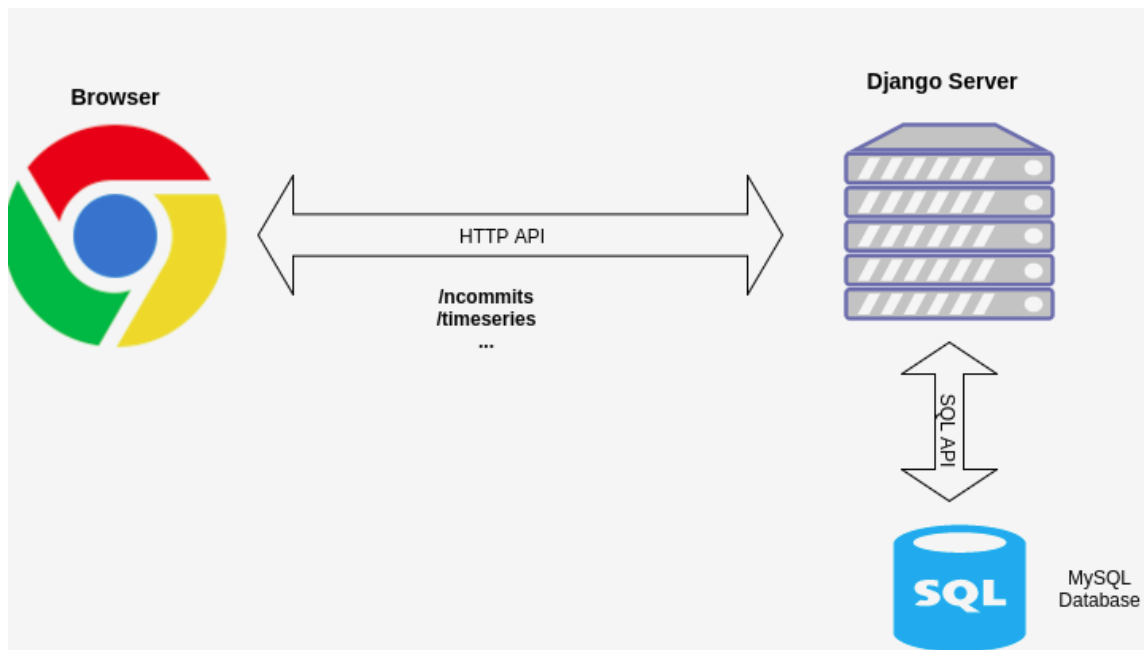 Browser
Django Server
HTTP API
/ncommits
/timeseries
...
SQL API
SQL
MySQL
Database